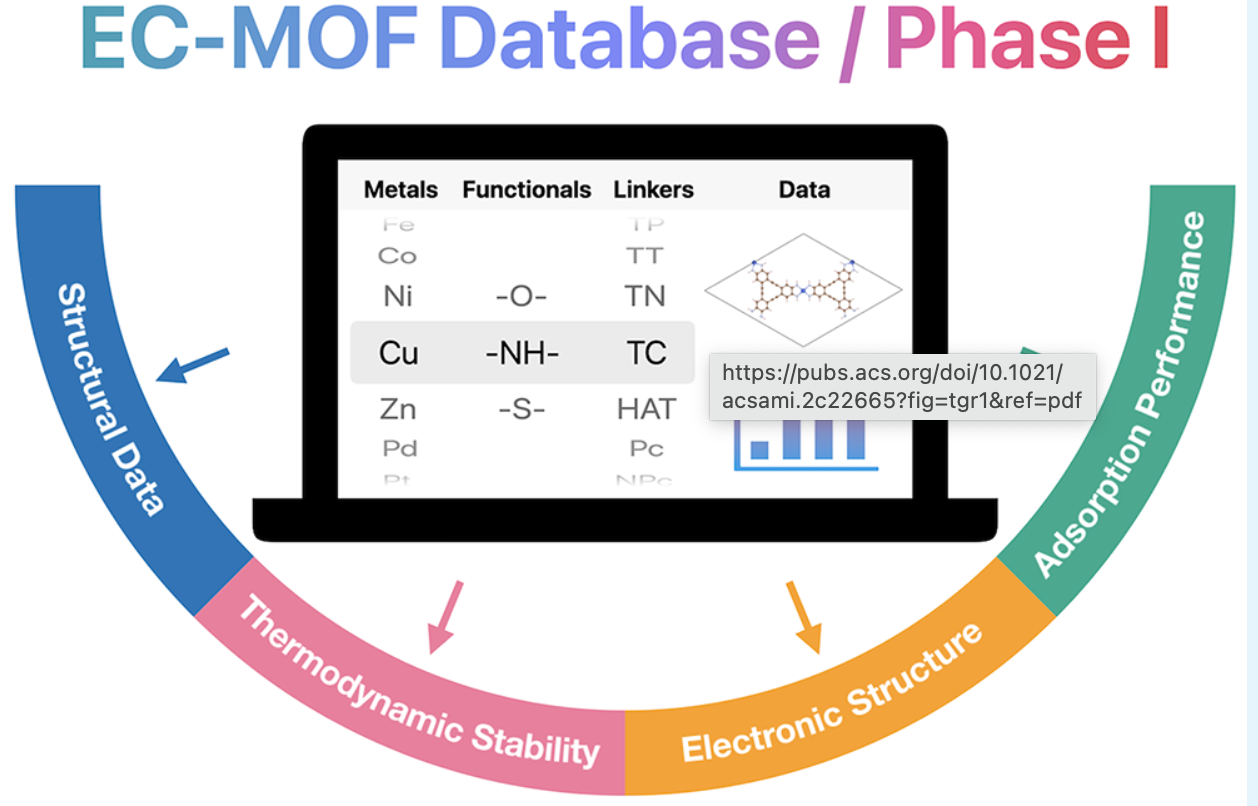 EC-MOF Database / Phase I
Metals Functionals Linkers Data
Fe TP
Co TT
Ni -O- TN
Cu -NH- TC
Zn -S- HAT
Pd Pc
Pt NPc
https://pubs.acs.org/doi/10.1021/
acsami.2c22665?fig=tgr1&ref=pdf
Structural Data
Thermodynamic Stability
Electronic Structure
Adsorption Performance